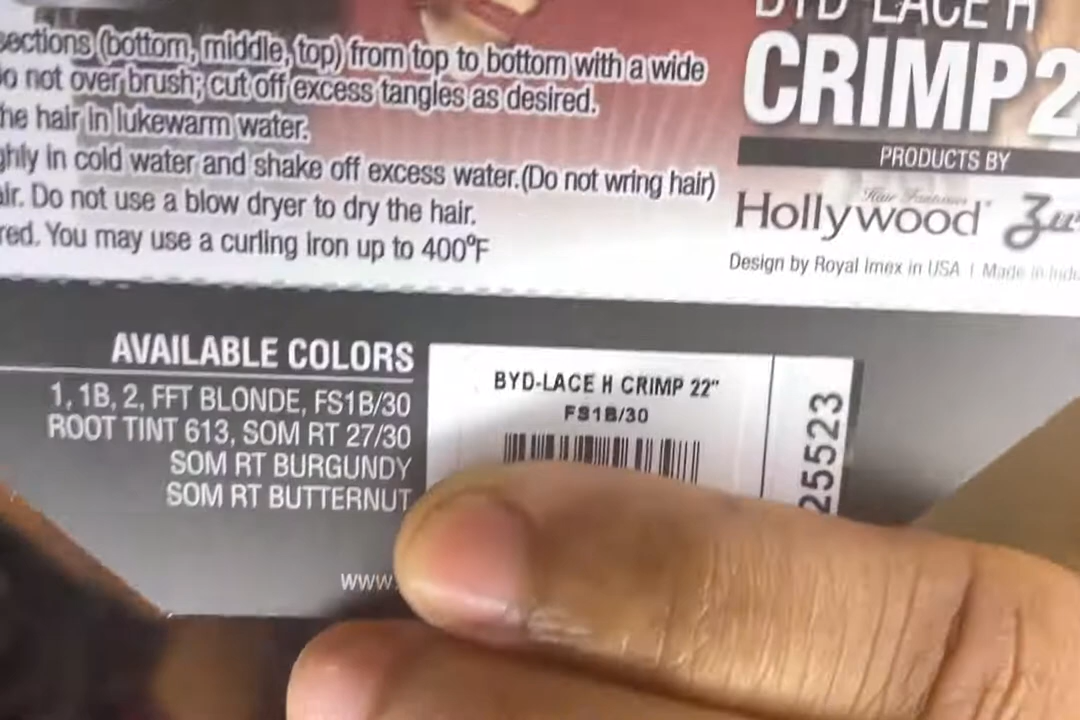 sections (bottom, middle, top) from top to bottom with a wide
do not over brush; cut off excess tangles as desired.
the hair in lukewarm water.
in cold water and shake off excess water.(Do not wring hair)
air. Do not use a blow dryer to dry the hair.
You may use a curling iron up to 400°F
BYD-LACE H
CRIMP 2
PRODUCTS BY
Hair Fantasies
Hollywood
Design by Royal Imex in USA | Made in
AVAILABLE COLORS
1, 1B, 2, FFT BLONDE, FS1B/30
ROOT TINT 613, SOM RT 27/30
SOM RT BURGUNDY
SOM RT BUTTERNUT
WWW.
BYD-LACE H CRIMP 22"
FS1B/30
25523